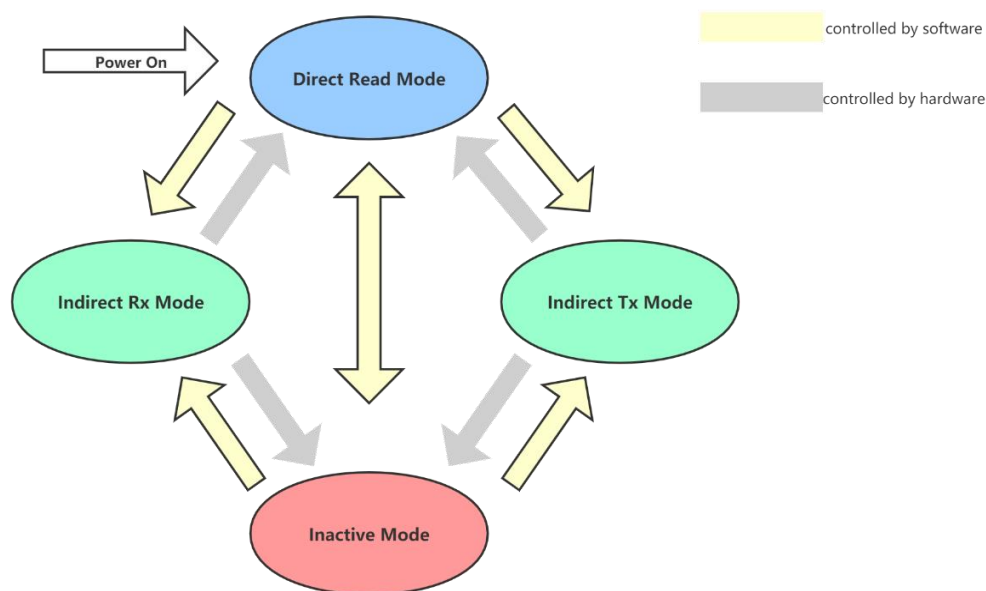 controlled by software
Power On
Direct Read Mode
controlled by hardware
Indirect Rx Mode
Indirect Tx Mode
Inactive Mode